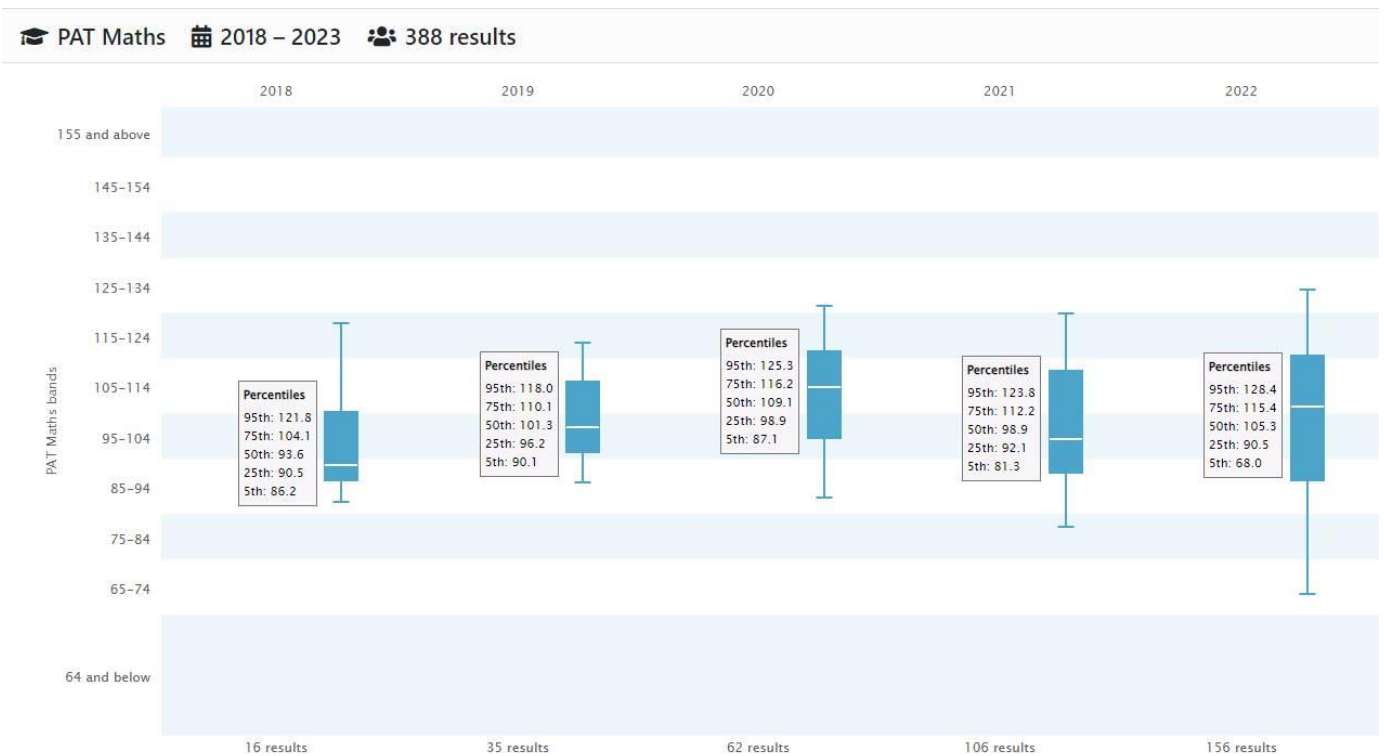 PAT Maths 2018 – 2023 388 results
2018 2019 2020 2021 2022
155 and above
145–154
135–144
125–134
115–124
105–114
95–104
85–94
75–84
65–74
64 and below
PAT Maths bands
Percentiles
95th: 121.8
75th: 104.1
50th: 93.6
25th: 90.5
5th: 86.2
Percentiles
95th: 118.0
75th: 110.1
50th: 101.3
25th: 96.2
5th: 90.1
Percentiles
95th: 125.3
75th: 116.2
50th: 109.1
25th: 98.9
5th: 87.1
Percentiles
95th: 123.8
75th: 112.2
50th: 98.9
25th: 92.1
5th: 81.3
Percentiles
95th: 128.4
75th: 115.4
50th: 105.3
25th: 90.5
5th: 68.0
16 results 35 results 62 results 106 results 156 results